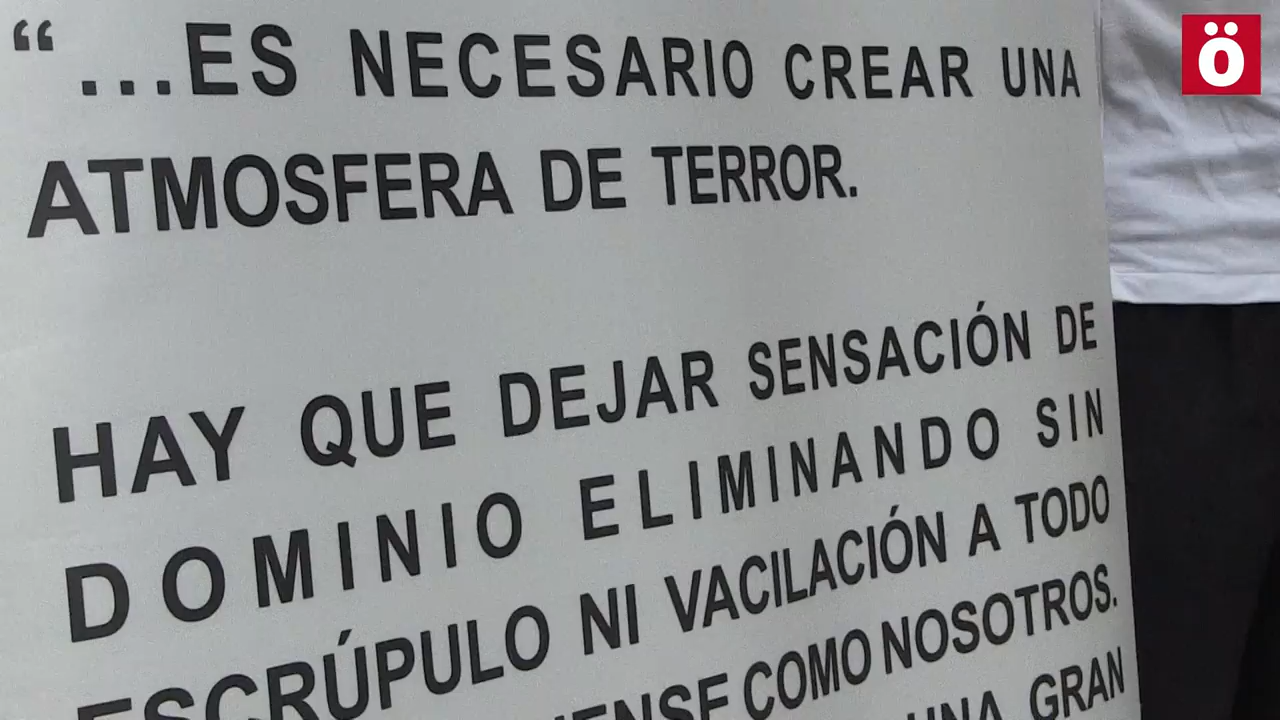 “...ES NECESARIO CREAR UNA
ATMOSFERA DE TERROR.
HAY QUE DEJAR SENSACIÓN DE
DOMINIO ELIMINANDO SIN
ESCRÚPULO NI VACILACIÓN A TODO
COMO NOSOTROS.
UNA GRAN
Ö